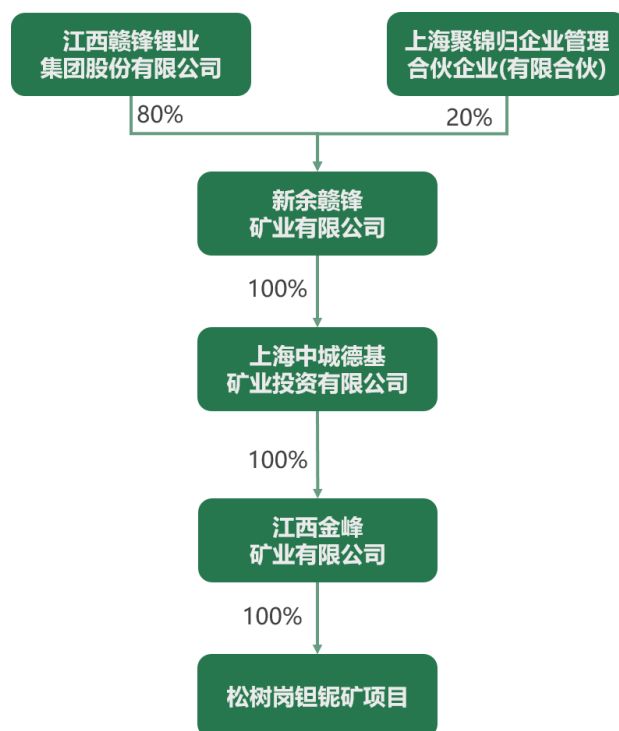 江西赣锋锂业
集团股份有限公司
上海聚锦归企业管理
合伙企业(有限合伙)
80%
20%
新余赣锋
矿业有限公司
100%
上海中城德基
矿业投资有限公司
100%
江西金峰
矿业有限公司
100%
松树岗钽铌矿项目